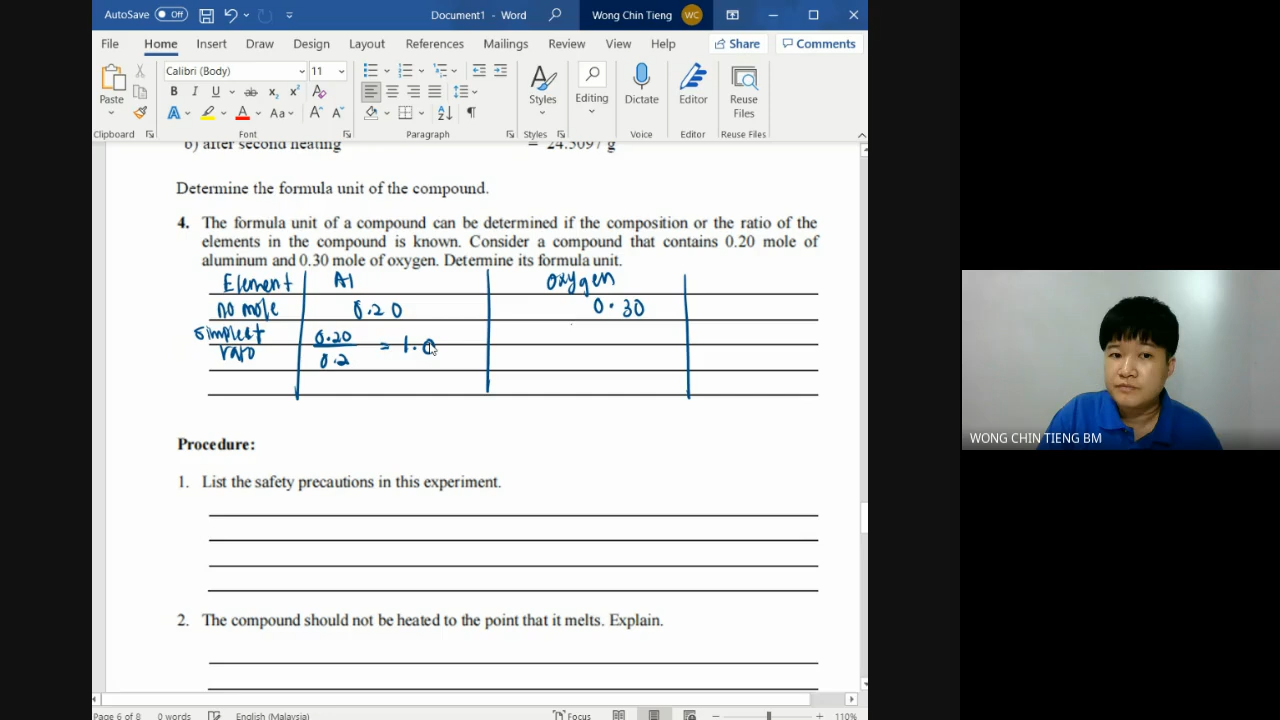 AutoSave Off Document1 - Word Wong Chin Tieng WC
File Home Insert Draw Design Layout References Mailings Review View Help Share Comments
Calibri (Body) 11
Paste Styles Editing Dictate Editor Reuse Files
Clipboard Font Paragraph Styles Voice Editor Reuse Files
b) after second heating = 24.3097 g
Determine the formula unit of the compound.
4. The formula unit of a compound can be determined if the composition or the ratio of the
elements in the compound is known. Consider a compound that contains 0.20 mole of
aluminum and 0.30 mole of oxygen. Determine its formula unit.
Element Al oxygen
no mole 0.20 0.30
simplest rato 0.20 / 0.2 = 1.0
WONG CHIN TIENG BM
Procedure:
1. List the safety precautions in this experiment.
2. The compound should not be heated to the point that it melts. Explain.
Page 6 of 8 0 words English (Malaysia) Focus 110%